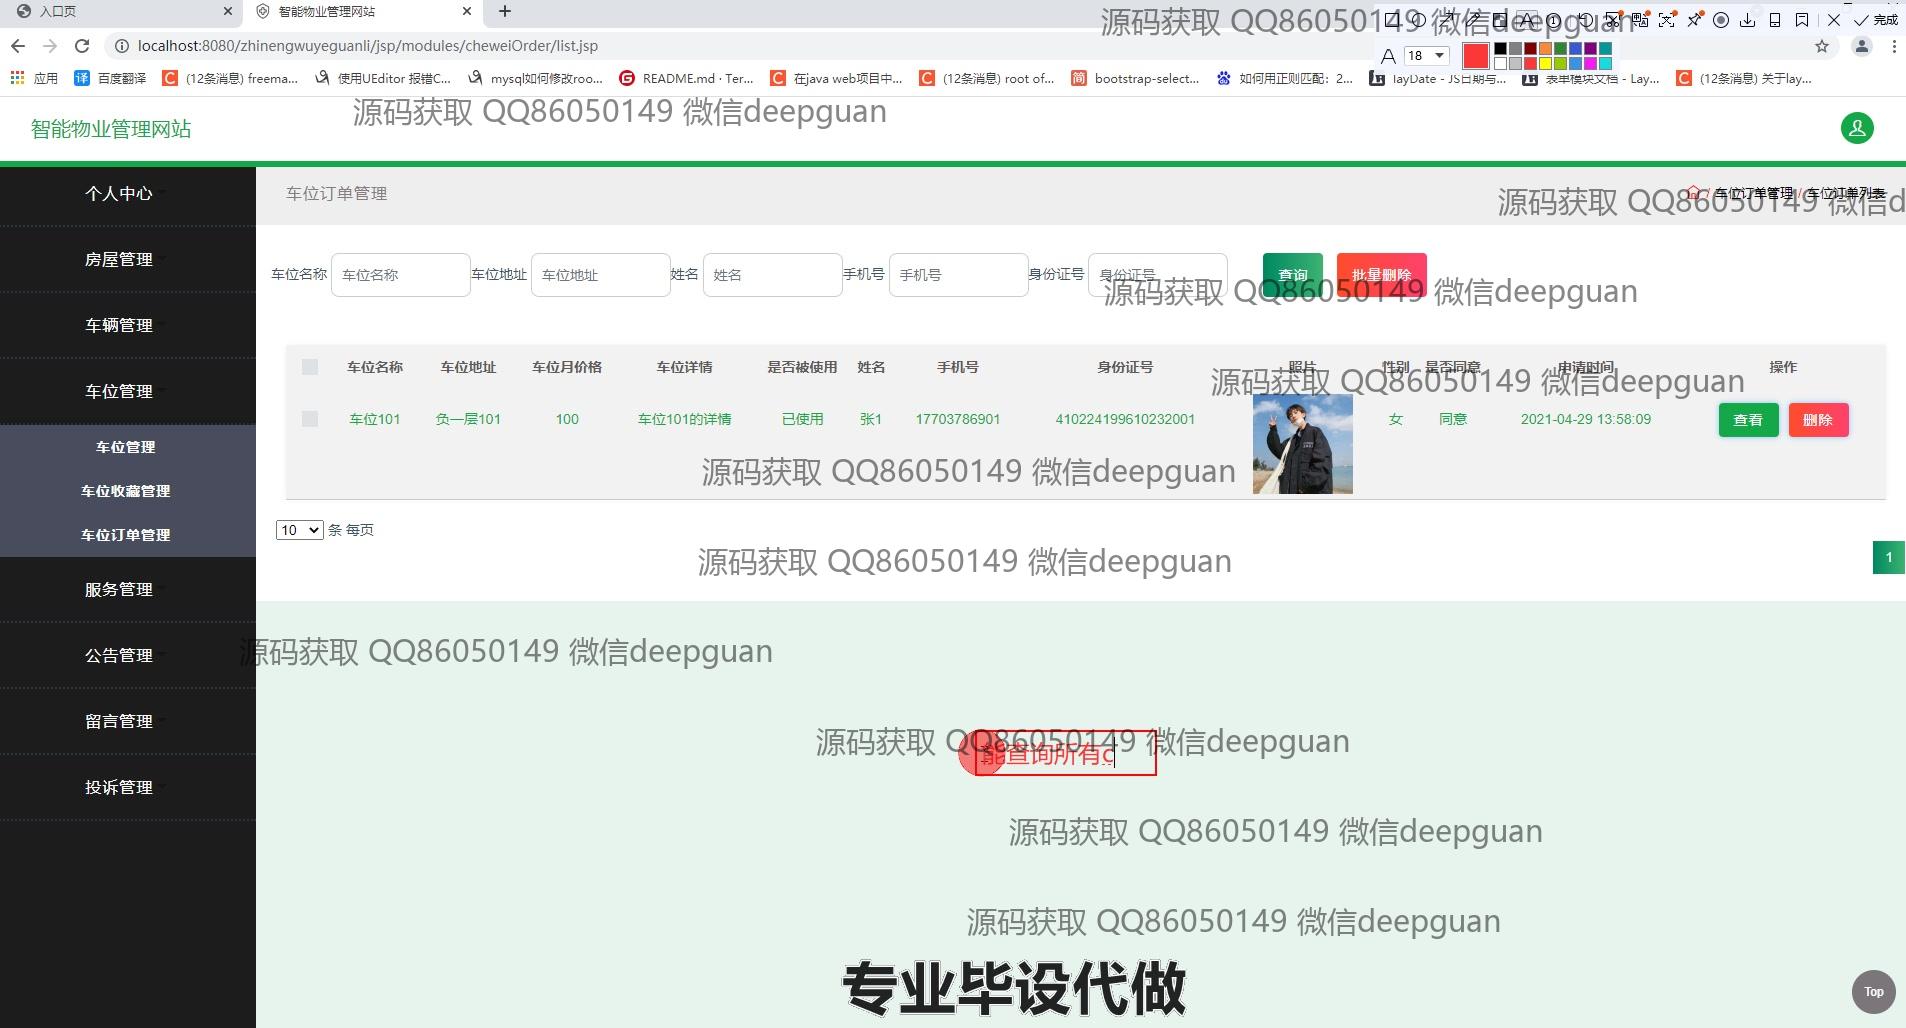 入口页
智能物业管理网站
localhost:8080/zhinengwuyeguanli/jsp/modules/cheweiOrder/list.jsp
18
完成
应用
百度翻译
(12条消息) freema...
使用UEditor 报错C...
mysql如何修改roo...
README.md · Ter...
在java web项目中...
(12条消息) root of...
bootstrap-select...
如何用正则匹配：2...
layDate - JS日期与...
表单模块文档 - Lay...
(12条消息) 关于lay...
源码获取 QQ86050149 微信deepguan
源码获取 QQ86050149 微信deepguan
智能物业管理网站
个人中心
房屋管理
车辆管理
车位管理
车位管理
车位收藏管理
车位订单管理
服务管理
公告管理
留言管理
投诉管理
车位订单管理
/ 车位订单管理 / 车位订单列表
源码获取 QQ86050149 微信d
车位名称 车位名称 车位地址 车位地址 姓名 姓名 手机号 手机号 身份证号 身份证号 查询 批量删除
源码获取 QQ86050149 微信deepguan
车位名称 车位地址 车位月价格 车位详情 是否被使用 姓名 手机号 身份证号 照片 性别 是否同意 申请时间 操作
源码获取 QQ86050149 微信deepguan
车位101 负一层101 100 车位101的详情 已使用 张1 17703786901 410224199610232001 女 同意 2021-04-29 13:58:09 查看 删除
源码获取 QQ86050149 微信deepguan
10 条 每页
源码获取 QQ86050149 微信deepguan
1
源码获取 QQ86050149 微信deepguan
源码获取 QQ86050149 微信deepguan
能查询所有c
源码获取 QQ86050149 微信deepguan
源码获取 QQ86050149 微信deepguan
专业毕设代做
Top